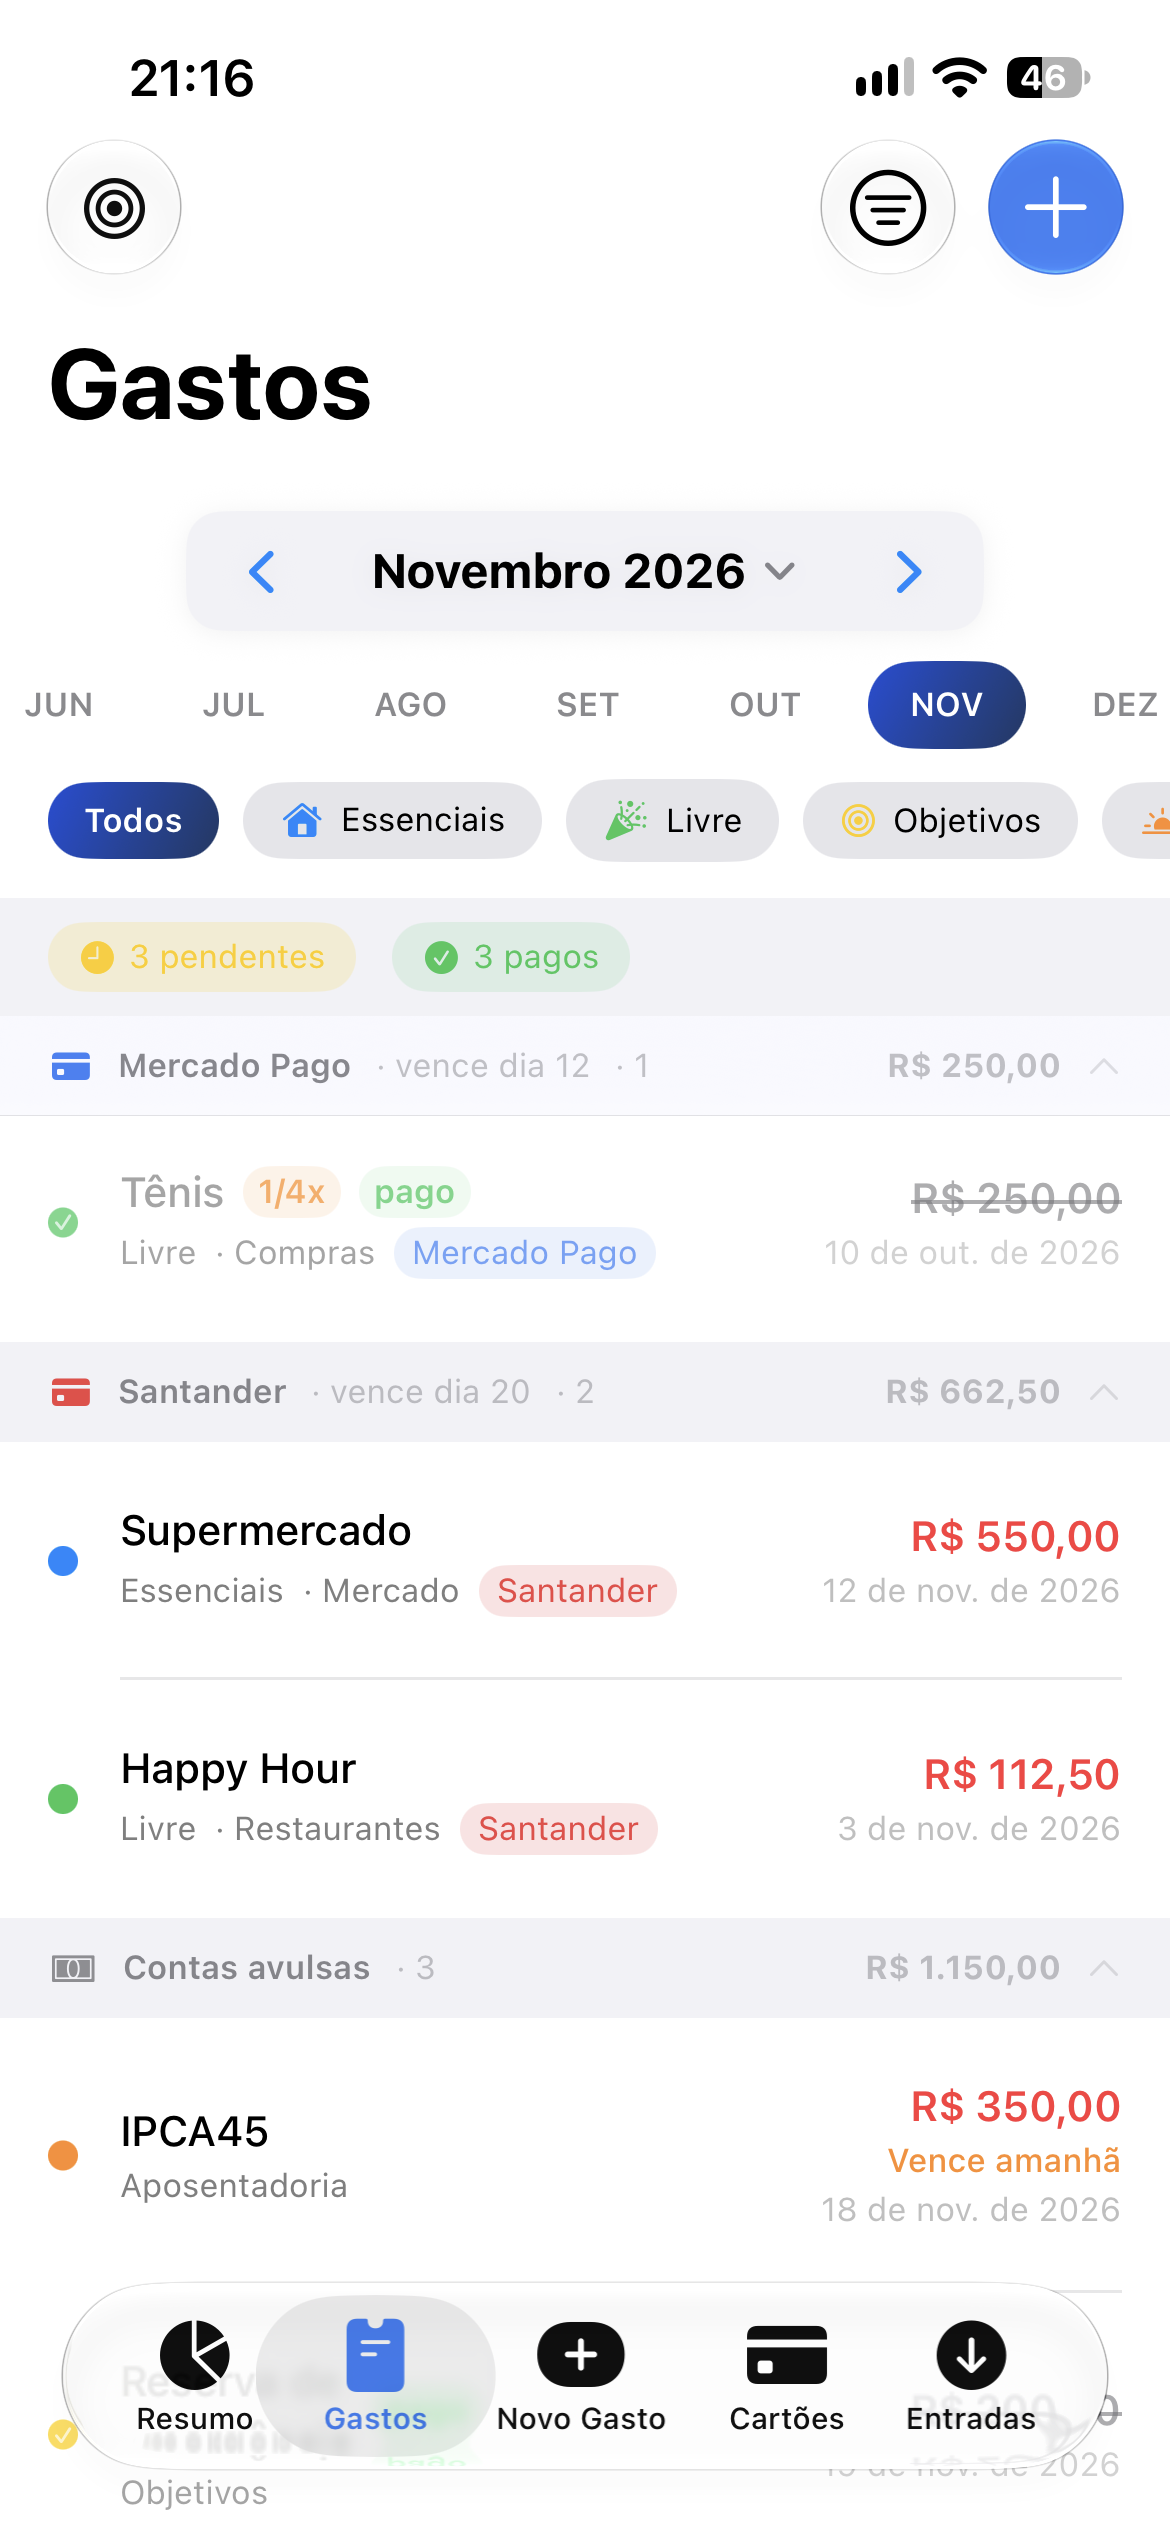 21:16
46
Gastos
Novembro 2026
JUN JUL AGO SET OUT NOV DEZ
Todos Essenciais Livre Objetivos
3 pendentes 3 pagos
Mercado Pago · vence dia 12 · 1 R$ 250,00
Tênis 1/4x pago R$ 250,00
Livre · Compras Mercado Pago 10 de out. de 2026
Santander · vence dia 20 · 2 R$ 662,50
Supermercado R$ 550,00
Essenciais · Mercado Santander 12 de nov. de 2026
Happy Hour R$ 112,50
Livre · Restaurantes Santander 3 de nov. de 2026
Contas avulsas · 3 R$ 1.150,00
IPCA45 R$ 350,00
Aposentadoria Vence amanhã
18 de nov. de 2026
Resumo Gastos Novo Gasto Cartões Entradas
Objetivos